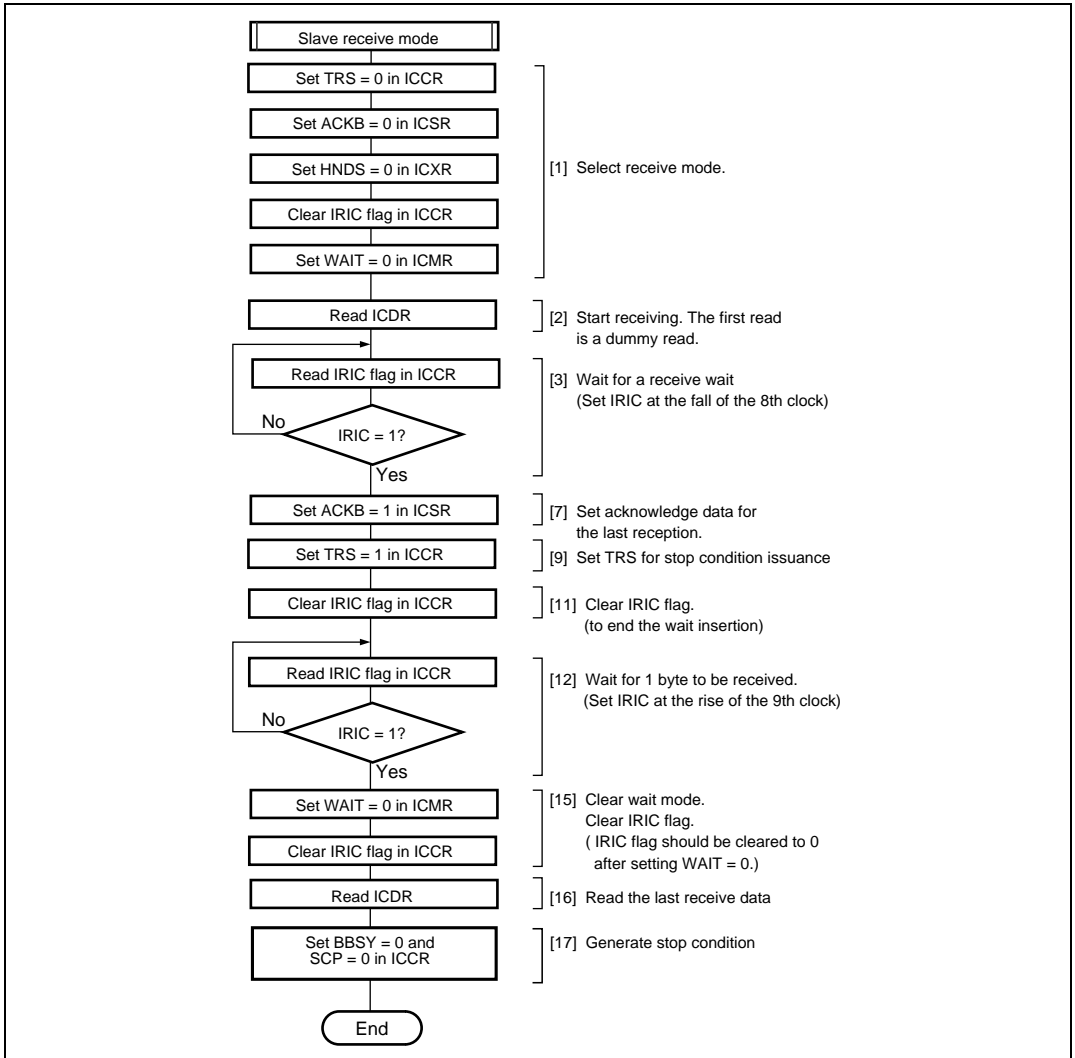 Slave receive mode
Set TRS = 0 in ICCR
Set ACKB = 0 in ICSR
Set HNDS = 0 in ICXR
[1] Select receive mode.
Clear IRIC flag in ICCR
Set WAIT = 0 in ICMR
Read ICDR
[2] Start receiving. The first read
is a dummy read.
Read IRIC flag in ICCR
[3] Wait for a receive wait
(Set IRIC at the fall of the 8th clock)
No
IRIC = 1?
Yes
Set ACKB = 1 in ICSR
[7] Set acknowledge data for
the last reception.
Set TRS = 1 in ICCR
[9] Set TRS for stop condition issuance
Clear IRIC flag in ICCR
[11] Clear IRIC flag.
(to end the wait insertion)
Read IRIC flag in ICCR
[12] Wait for 1 byte to be received.
(Set IRIC at the rise of the 9th clock)
No
IRIC = 1?
Yes
Set WAIT = 0 in ICMR
[15] Clear wait mode.
Clear IRIC flag.
( IRIC flag should be cleared to 0
after setting WAIT = 0.)
Clear IRIC flag in ICCR
Read ICDR
[16] Read the last receive data
Set BBSY = 0 and
SCP = 0 in ICCR
[17] Generate stop condition
End